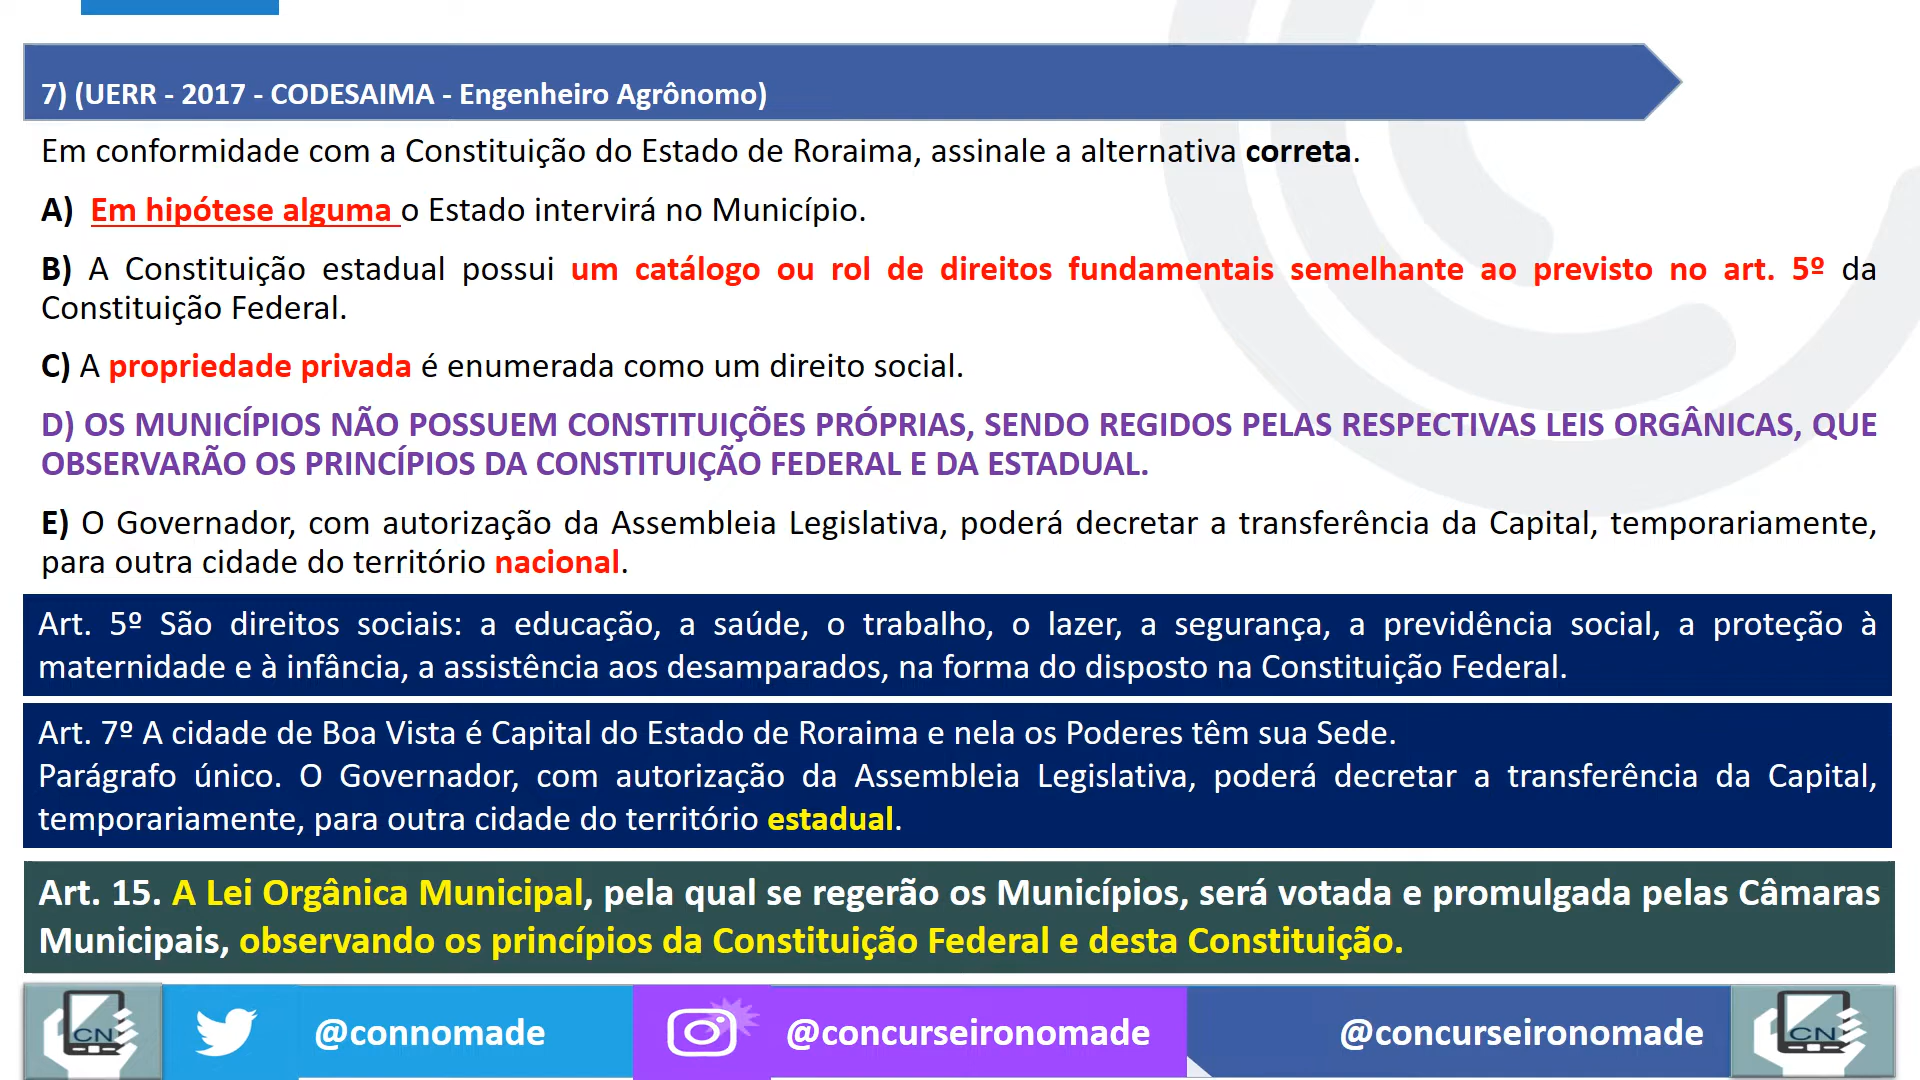 7) (UERR - 2017 - CODESAIMA - Engenheiro Agrônomo)
Em conformidade com a Constituição do Estado de Roraima, assinale a alternativa correta.
A) Em hipótese alguma o Estado intervirá no Município.
B) A Constituição estadual possui um catálogo ou rol de direitos fundamentais semelhante ao previsto no art. 5º da
Constituição Federal.
C) A propriedade privada é enumerada como um direito social.
D) OS MUNICÍPIOS NÃO POSSUEM CONSTITUIÇÕES PRÓPRIAS, SENDO REGIDOS PELAS RESPECTIVAS LEIS ORGÂNICAS, QUE
OBSERVARÃO OS PRINCÍPIOS DA CONSTITUIÇÃO FEDERAL E DA ESTADUAL.
E) O Governador, com autorização da Assembleia Legislativa, poderá decretar a transferência da Capital, temporariamente,
para outra cidade do território nacional.
Art. 5º São direitos sociais: a educação, a saúde, o trabalho, o lazer, a segurança, a previdência social, a proteção à
maternidade e à infância, a assistência aos desamparados, na forma do disposto na Constituição Federal.
Art. 7º A cidade de Boa Vista é Capital do Estado de Roraima e nela os Poderes têm sua Sede.
Parágrafo único. O Governador, com autorização da Assembleia Legislativa, poderá decretar a transferência da Capital,
temporariamente, para outra cidade do território estadual.
Art. 15. A Lei Orgânica Municipal, pela qual se regerão os Municípios, será votada e promulgada pelas Câmaras
Municipais, observando os princípios da Constituição Federal e desta Constituição.
CN @connomade @concurseironomade @concurseironomade CN